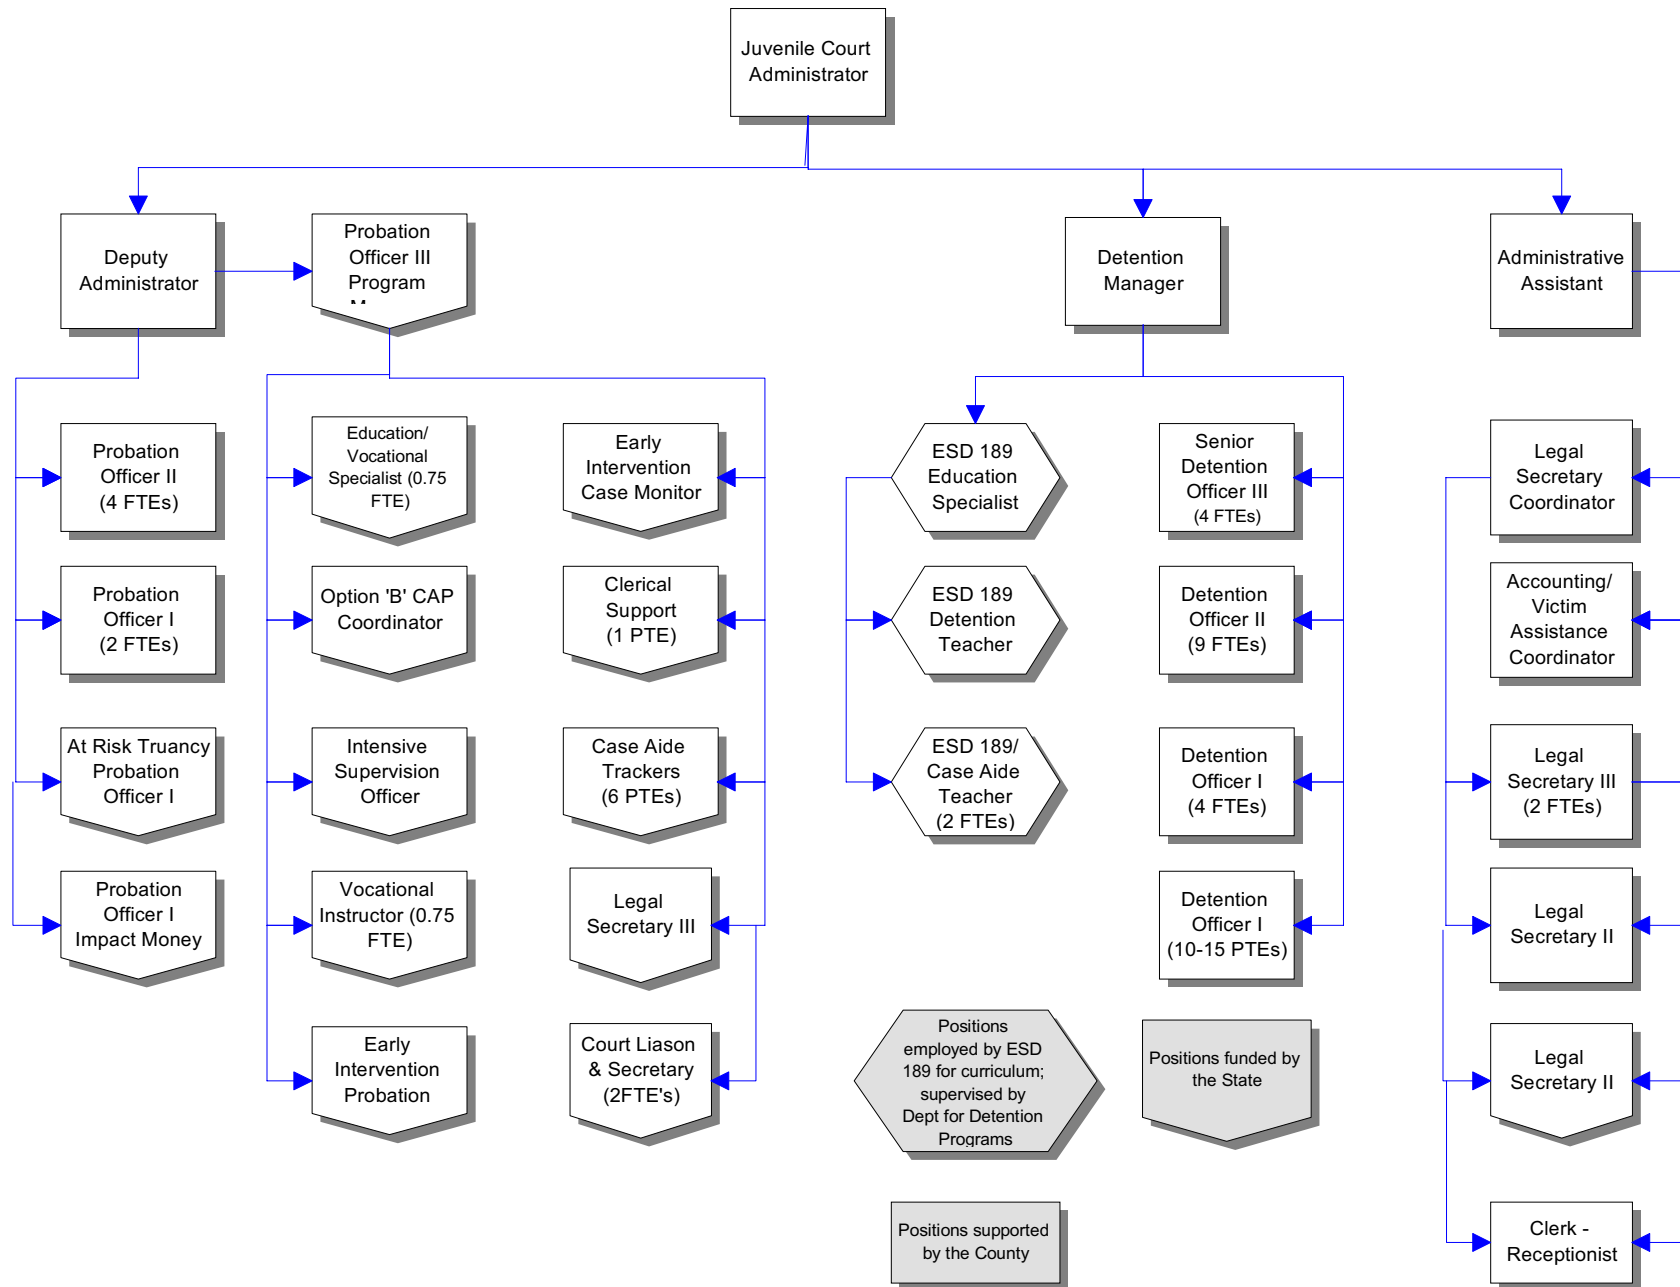 Juvenile Court
Administrator
Deputy
Administrator
Probation
Officer III
Program
Detention
Manager
Administrative
Assistant
Probation
Officer II
(4 FTEs)
Education/
Vocational
Specialist (0.75
FTE)
Early
Intervention
Case Monitor
ESD 189
Education
Specialist
Senior
Detention
Officer III
(4 FTEs)
Legal
Secretary
Coordinator
Probation
Officer I
(2 FTEs)
Option 'B' CAP
Coordinator
Clerical
Support
(1 PTE)
ESD 189
Detention
Teacher
Detention
Officer II
(9 FTEs)
Accounting/
Victim
Assistance
Coordinator
At Risk Truancy
Probation
Officer I
Intensive
Supervision
Officer
Case Aide
Trackers
(6 PTEs)
ESD 189/
Case Aide
Teacher
(2 FTEs)
Detention
Officer I
(4 FTEs)
Legal
Secretary III
(2 FTEs)
Probation
Officer I
Impact Money
Vocational
Instructor (0.75
FTE)
Legal
Secretary III
Detention
Officer I
(10-15 PTEs)
Legal
Secretary II
Early
Intervention
Probation
Court Liason
& Secretary
(2FTE's)
Positions
employed by ESD
189 for curriculum;
supervised by
Dept for Detention
Programs
Positions funded by
the State
Legal
Secretary II
Positions supported
by the County
Clerk -
Receptionist